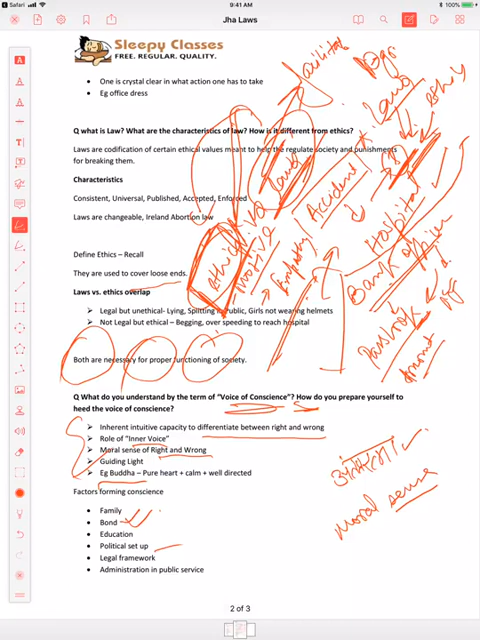 Safari
9:41 AM
100%
Jha Laws
Sleepy Classes
FREE. REGULAR. QUALITY.
One is crystal clear in what action one has to take
Eg office dress
Q what is Law? What are the characteristics of law? How is it different from ethics?
Laws are codification of certain ethical values meant to help the regulate society and punishments
for breaking them.
Characteristics
Consistent, Universal, Published, Accepted, Enforced
Laws are changeable, Ireland Abortion law
Define Ethics – Recall
They are used to cover loose ends.
Laws vs. ethics overlap
Legal but unethical- Lying, Splitting in Public, Girls not wearing helmets
Not Legal but ethical – Begging, over speeding to reach hospital
Both are necessary for proper functioning of society.
Q What do you understand by the term of "Voice of Conscience"? How do you prepare yourself to
heed the voice of conscience?
Inherent intuitive capacity to differentiate between right and wrong
Role of "Inner Voice"
Moral sense of Right and Wrong
Guiding Light
Eg Buddha – Pure heart + calm + well directed
Factors forming conscience
Family
Bond
Education
Political set up
Legal framework
Administration in public service
Laws
Ethics
Accident
Hospital
Empathy
Bank officer
Passbook
Amount
moral sense
2 of 3